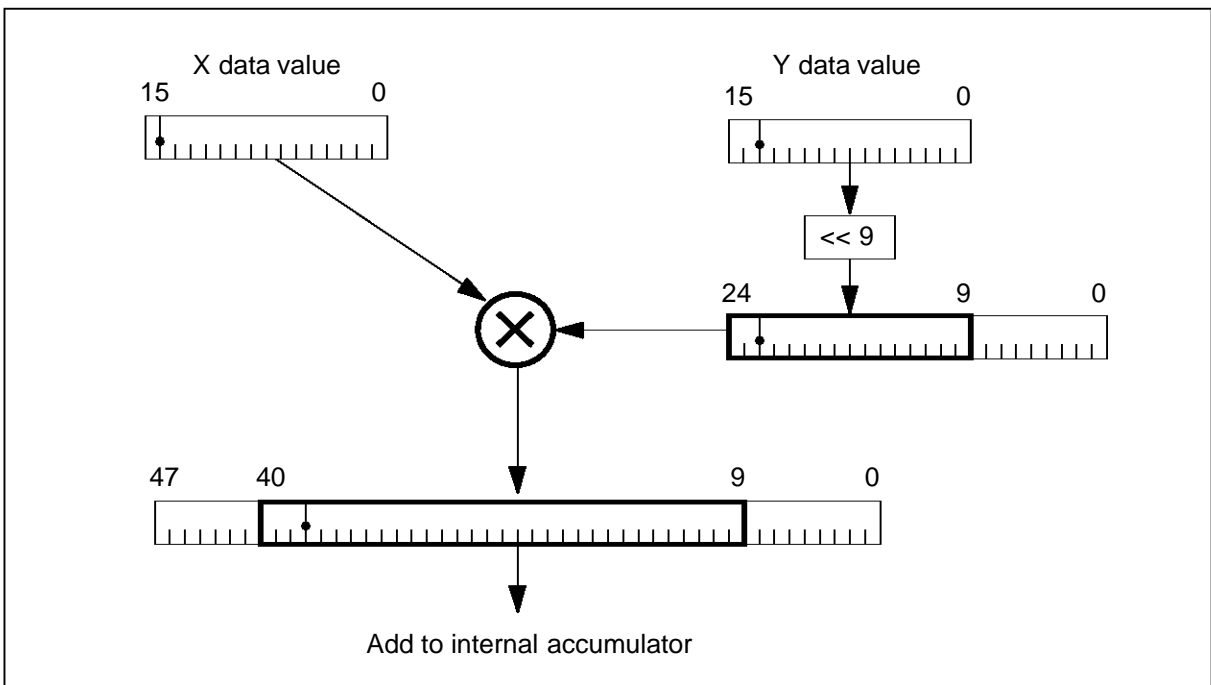 X data value
Y data value
15 0
15 0
<< 9
24 9 0
47 40 9 0
Add to internal accumulator